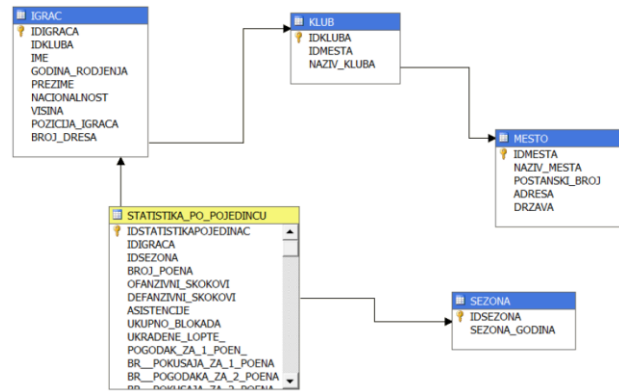 IGRAC
IDIGRACA
IDKLUBA
IME
GODINA_RODJENJA
PREZIME
NACIONALNOST
VISINA
POZICIJA_IGRACA
BROJ_DRESA
KLUB
IDKLUBA
IDMESTA
NAZIV_KLUBA
MESTO
IDMESTA
NAZIV_MESTA
POSTANSKI_BROJ
ADRESA
DRZAVA
STATISTIKA_PO_POJEDINCU
IDSTATISTIKAPOJEDINAC
IDIGRACA
IDSEZONA
BROJ_POENA
OFANZIVNI_SKOKOVI
DEFANZIVNI_SKOKOVI
ASISTENCIJE
UKUPNO_BLOKADA
UKRADENE_LOPTE_
POGODAK_ZA_1_POEN_
BR__POKUSAJA_ZA_1_POENA
BR__POGODAKA_ZA_2_POENA
BR__POKUSAJA_ZA_2_POENA
SEZONA
IDSEZONA
SEZONA_GODINA